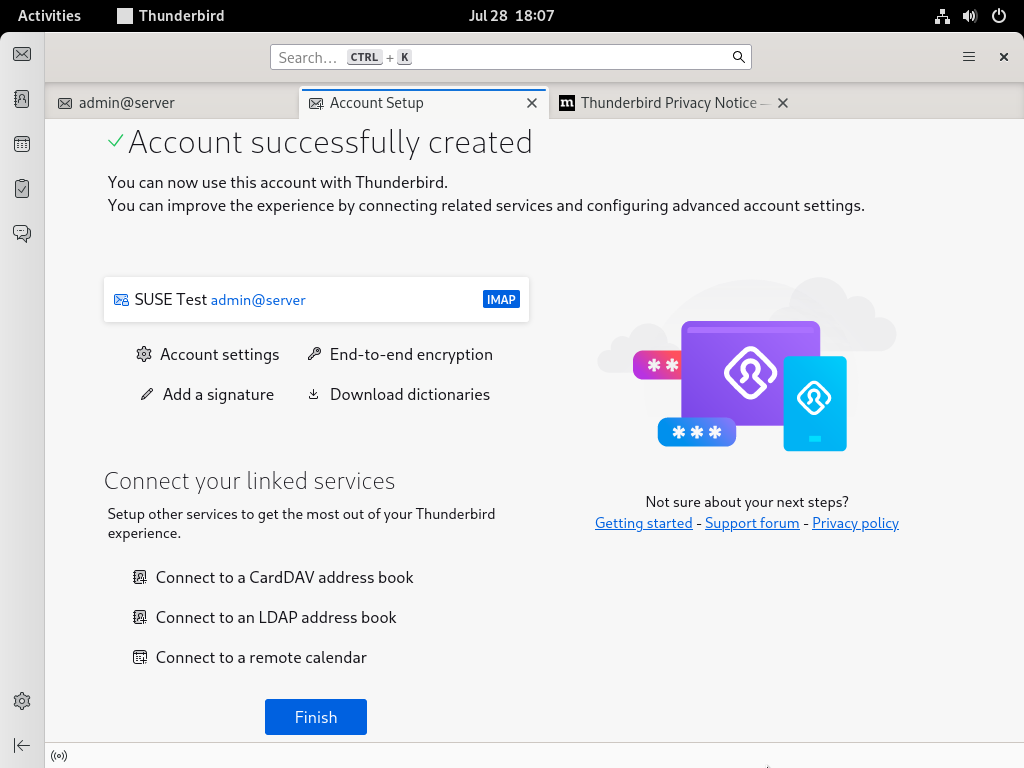 Activities Thunderbird Jul 28 18:07
Search… CTRL + K
admin@server Account Setup Thunderbird Privacy Notice —
Account successfully created
You can now use this account with Thunderbird.
You can improve the experience by connecting related services and configuring advanced account settings.
SUSE Test admin@server IMAP
Account settings End-to-end encryption
Add a signature Download dictionaries
Connect your linked services
Setup other services to get the most out of your Thunderbird
experience.
Connect to a CardDAV address book
Connect to an LDAP address book
Connect to a remote calendar
Finish
Not sure about your next steps?
Getting started - Support forum - Privacy policy